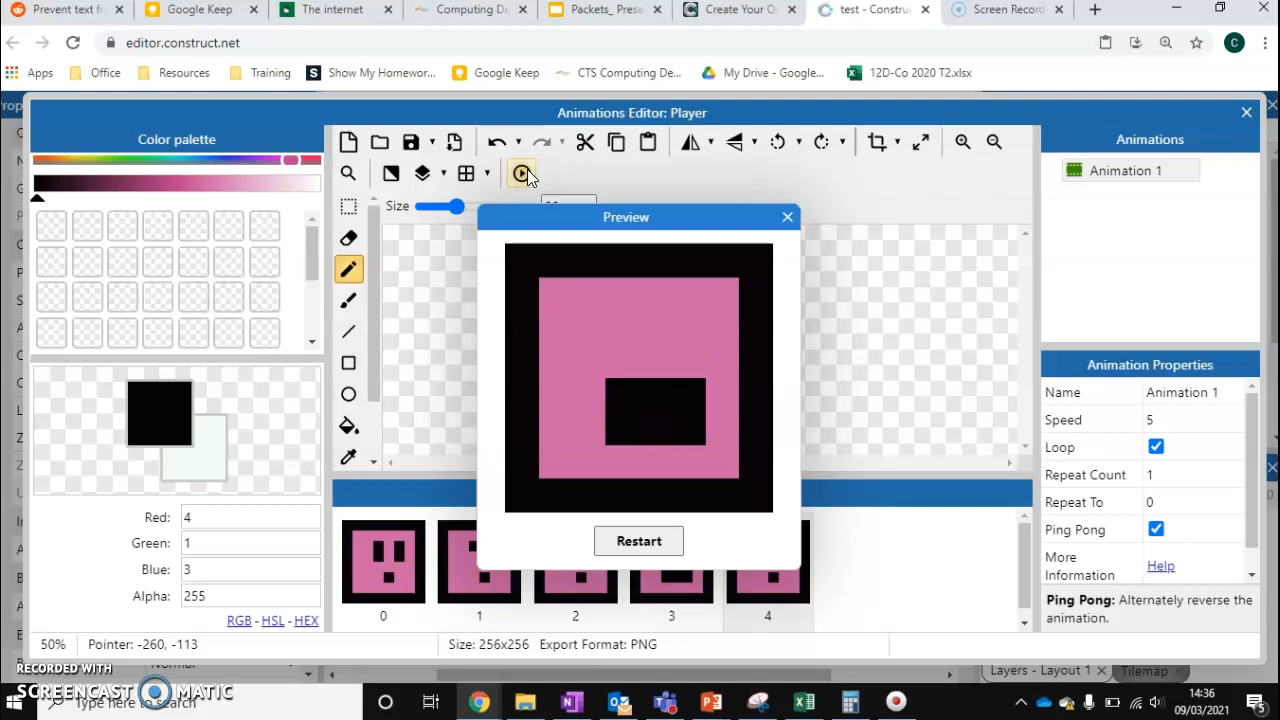 Prevent text fr
Google Keep
The internet
Computing De
Packets_ Prese
Create Your O
test - Constru
Screen Record
editor.construct.net
Apps
Office
Resources
Training
Show My Homewor...
Google Keep
CTS Computing De...
My Drive - Google...
12D-Co 2020 T2.xlsx
Animations Editor: Player
Color palette
Animations
Animation 1
Size
Preview
Restart
Red: 4
Green: 1
Blue: 3
Alpha: 255
RGB - HSL - HEX
0
1
2
3
4
Animation Properties
Name Animation 1
Speed 5
Loop
Repeat Count 1
Repeat To 0
Ping Pong
More Information Help
Ping Pong: Alternately reverse the
animation.
50%
Pointer: -260, -113
Size: 256x256 Export Format: PNG
Layers - Layout 1
Tilemap
RECORDED WITH
SCREENCAST MATIC
Type here to search
14:36
09/03/2021
5